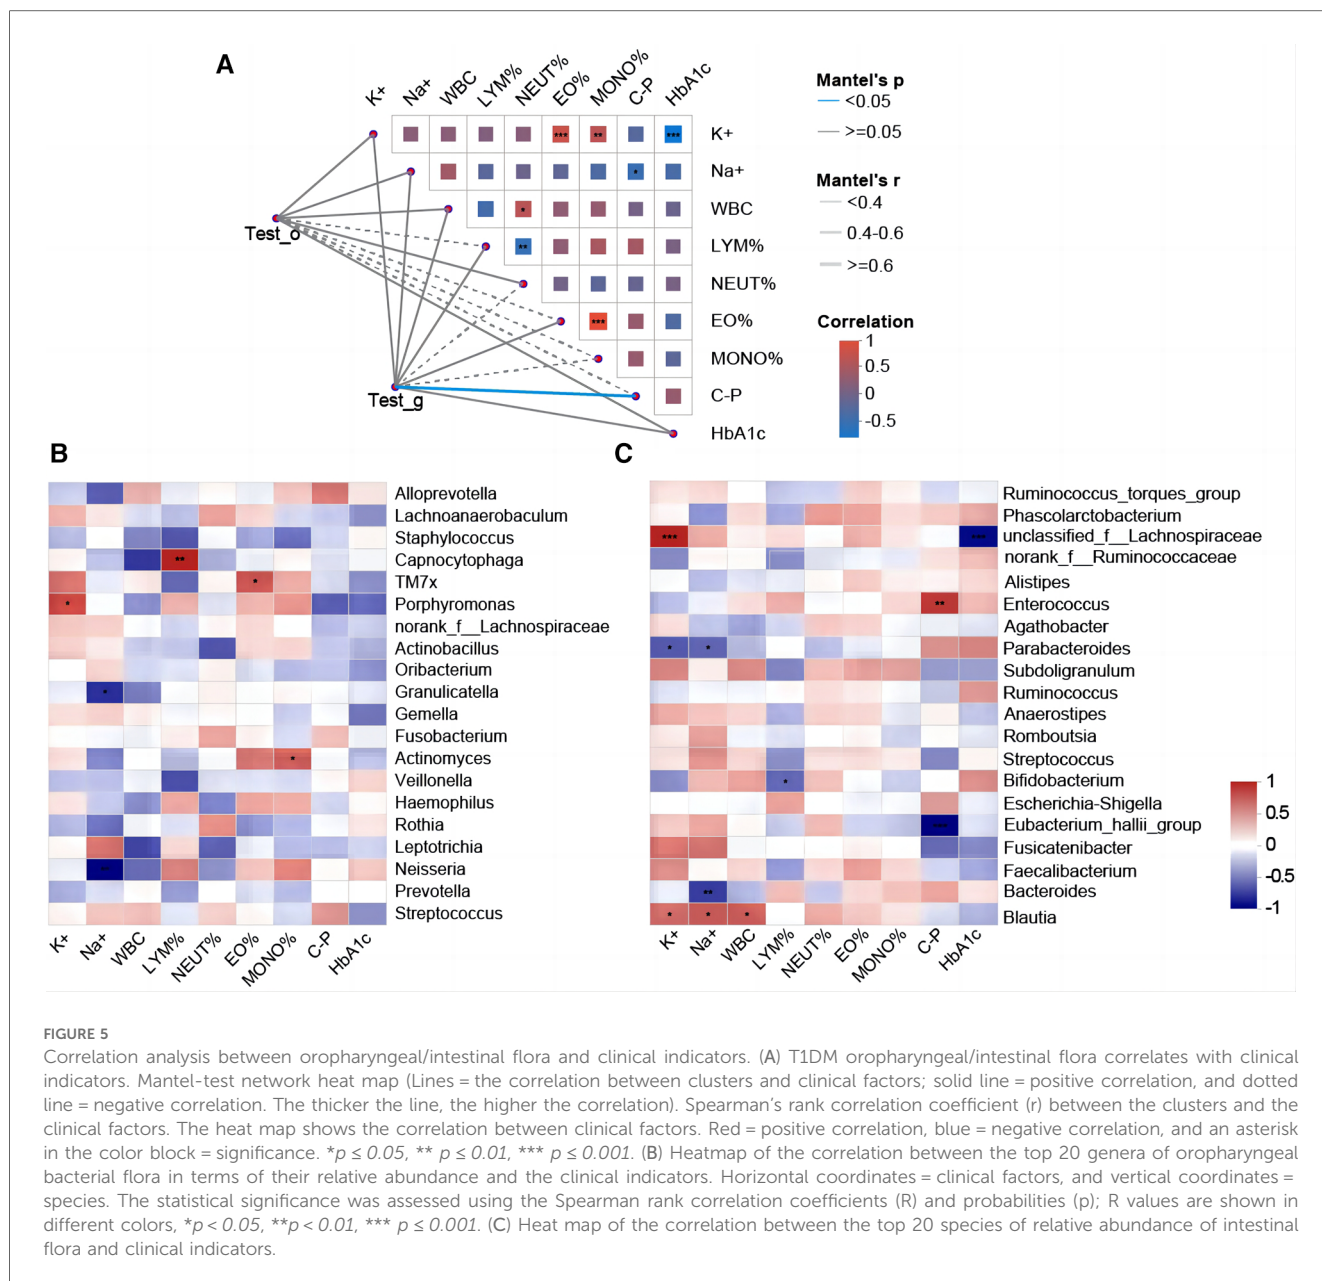 A
K+
Na+
WBC
LYM%
NEUT%
EO%
MONO%
C-P
HbA1c
K+
Na+
WBC
LYM%
NEUT%
EO%
MONO%
C-P
HbA1c
*** ** ***
*
*
**
***
Test_o
Test_g
Mantel's p
<0.05
>=0.05
Mantel's r
<0.4
0.4-0.6
>=0.6
Correlation
1
0.5
0
-0.5
B
Alloprevotella
Lachnoanaerobaculum
Staphylococcus
Capnocytophaga
TM7x
Porphyromonas
norank_f__Lachnospiraceae
Actinobacillus
Oribacterium
Granulicatella
Gemella
Fusobacterium
Actinomyces
Veillonella
Haemophilus
Rothia
Leptotrichia
Neisseria
Prevotella
Streptococcus
**
*
*
*
*
K+
Na+
WBC
LYM%
NEUT%
EO%
MONO%
C-P
HbA1c
C
Ruminococcus_torques_group
Phascolarctobacterium
unclassified_f__Lachnospiraceae
norank_f__Ruminococcaceae
Alistipes
Enterococcus
Agathobacter
Parabacteroides
Subdoligranulum
Ruminococcus
Anaerostipes
Romboutsia
Streptococcus
Bifidobacterium
Escherichia-Shigella
Eubacterium_hallii_group
Fusicatenibacter
Faecalibacterium
Bacteroides
Blautia
*** ***
**
* *
*
**
* * *
K+
Na+
WBC
LYM%
NEUT%
EO%
MONO%
C-P
HbA1c
1
0.5
0
-0.5
-1
FIGURE 5
Correlation analysis between oropharyngeal/intestinal flora and clinical indicators. (A) T1DM oropharyngeal/intestinal flora correlates with clinical
indicators. Mantel-test network heat map (Lines = the correlation between clusters and clinical factors; solid line = positive correlation, and dotted
line = negative correlation. The thicker the line, the higher the correlation). Spearman's rank correlation coefficient (r) between the clusters and the
clinical factors. The heat map shows the correlation between clinical factors. Red = positive correlation, blue = negative correlation, and an asterisk
in the color block = significance. *p ≤ 0.05, ** p ≤ 0.01, *** p ≤ 0.001. (B) Heatmap of the correlation between the top 20 genera of oropharyngeal
bacterial flora in terms of their relative abundance and the clinical indicators. Horizontal coordinates = clinical factors, and vertical coordinates =
species. The statistical significance was assessed using the Spearman rank correlation coefficients (R) and probabilities (p); R values are shown in
different colors, *p < 0.05, **p < 0.01, *** p ≤ 0.001. (C) Heat map of the correlation between the top 20 species of relative abundance of intestinal
flora and clinical indicators.